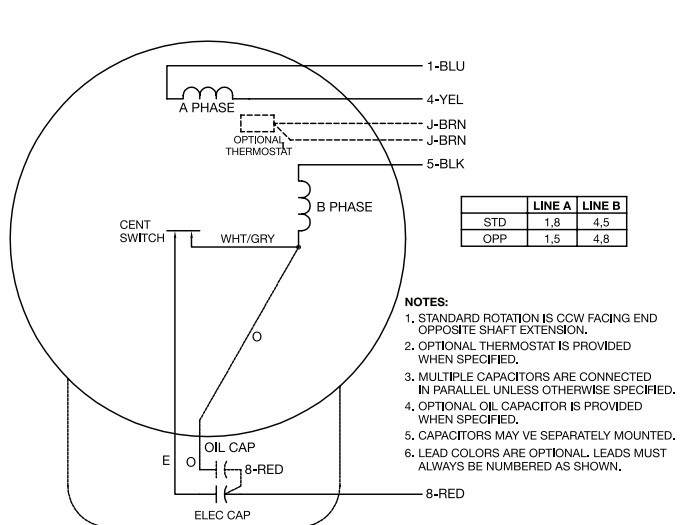 1-BLU
4-YEL
A PHASE
J-BRN
OPTIONAL
THERMOSTAT
J-BRN
5-BLK
B PHASE
LINE A LINE B
STD 1,8 4,5
OPP 1,5 4,8
CENT
SWITCH
WHT/GRY
NOTES:
1. STANDARD ROTATION IS CCW FACING END
OPPOSITE SHAFT EXTENSION.
2. OPTIONAL THERMOSTAT IS PROVIDED
WHEN SPECIFIED.
3. MULTIPLE CAPACITORS ARE CONNECTED
IN PARALLEL UNLESS OTHERWISE SPECIFIED.
4. OPTIONAL OIL CAPACITOR IS PROVIDED
WHEN SPECIFIED.
5. CAPACITORS MAY VE SEPARATELY MOUNTED.
6. LEAD COLORS ARE OPTIONAL. LEADS MUST
ALWAYS BE NUMBERED AS SHOWN.
O
OIL CAP
E
O
8-RED
8-RED
ELEC CAP